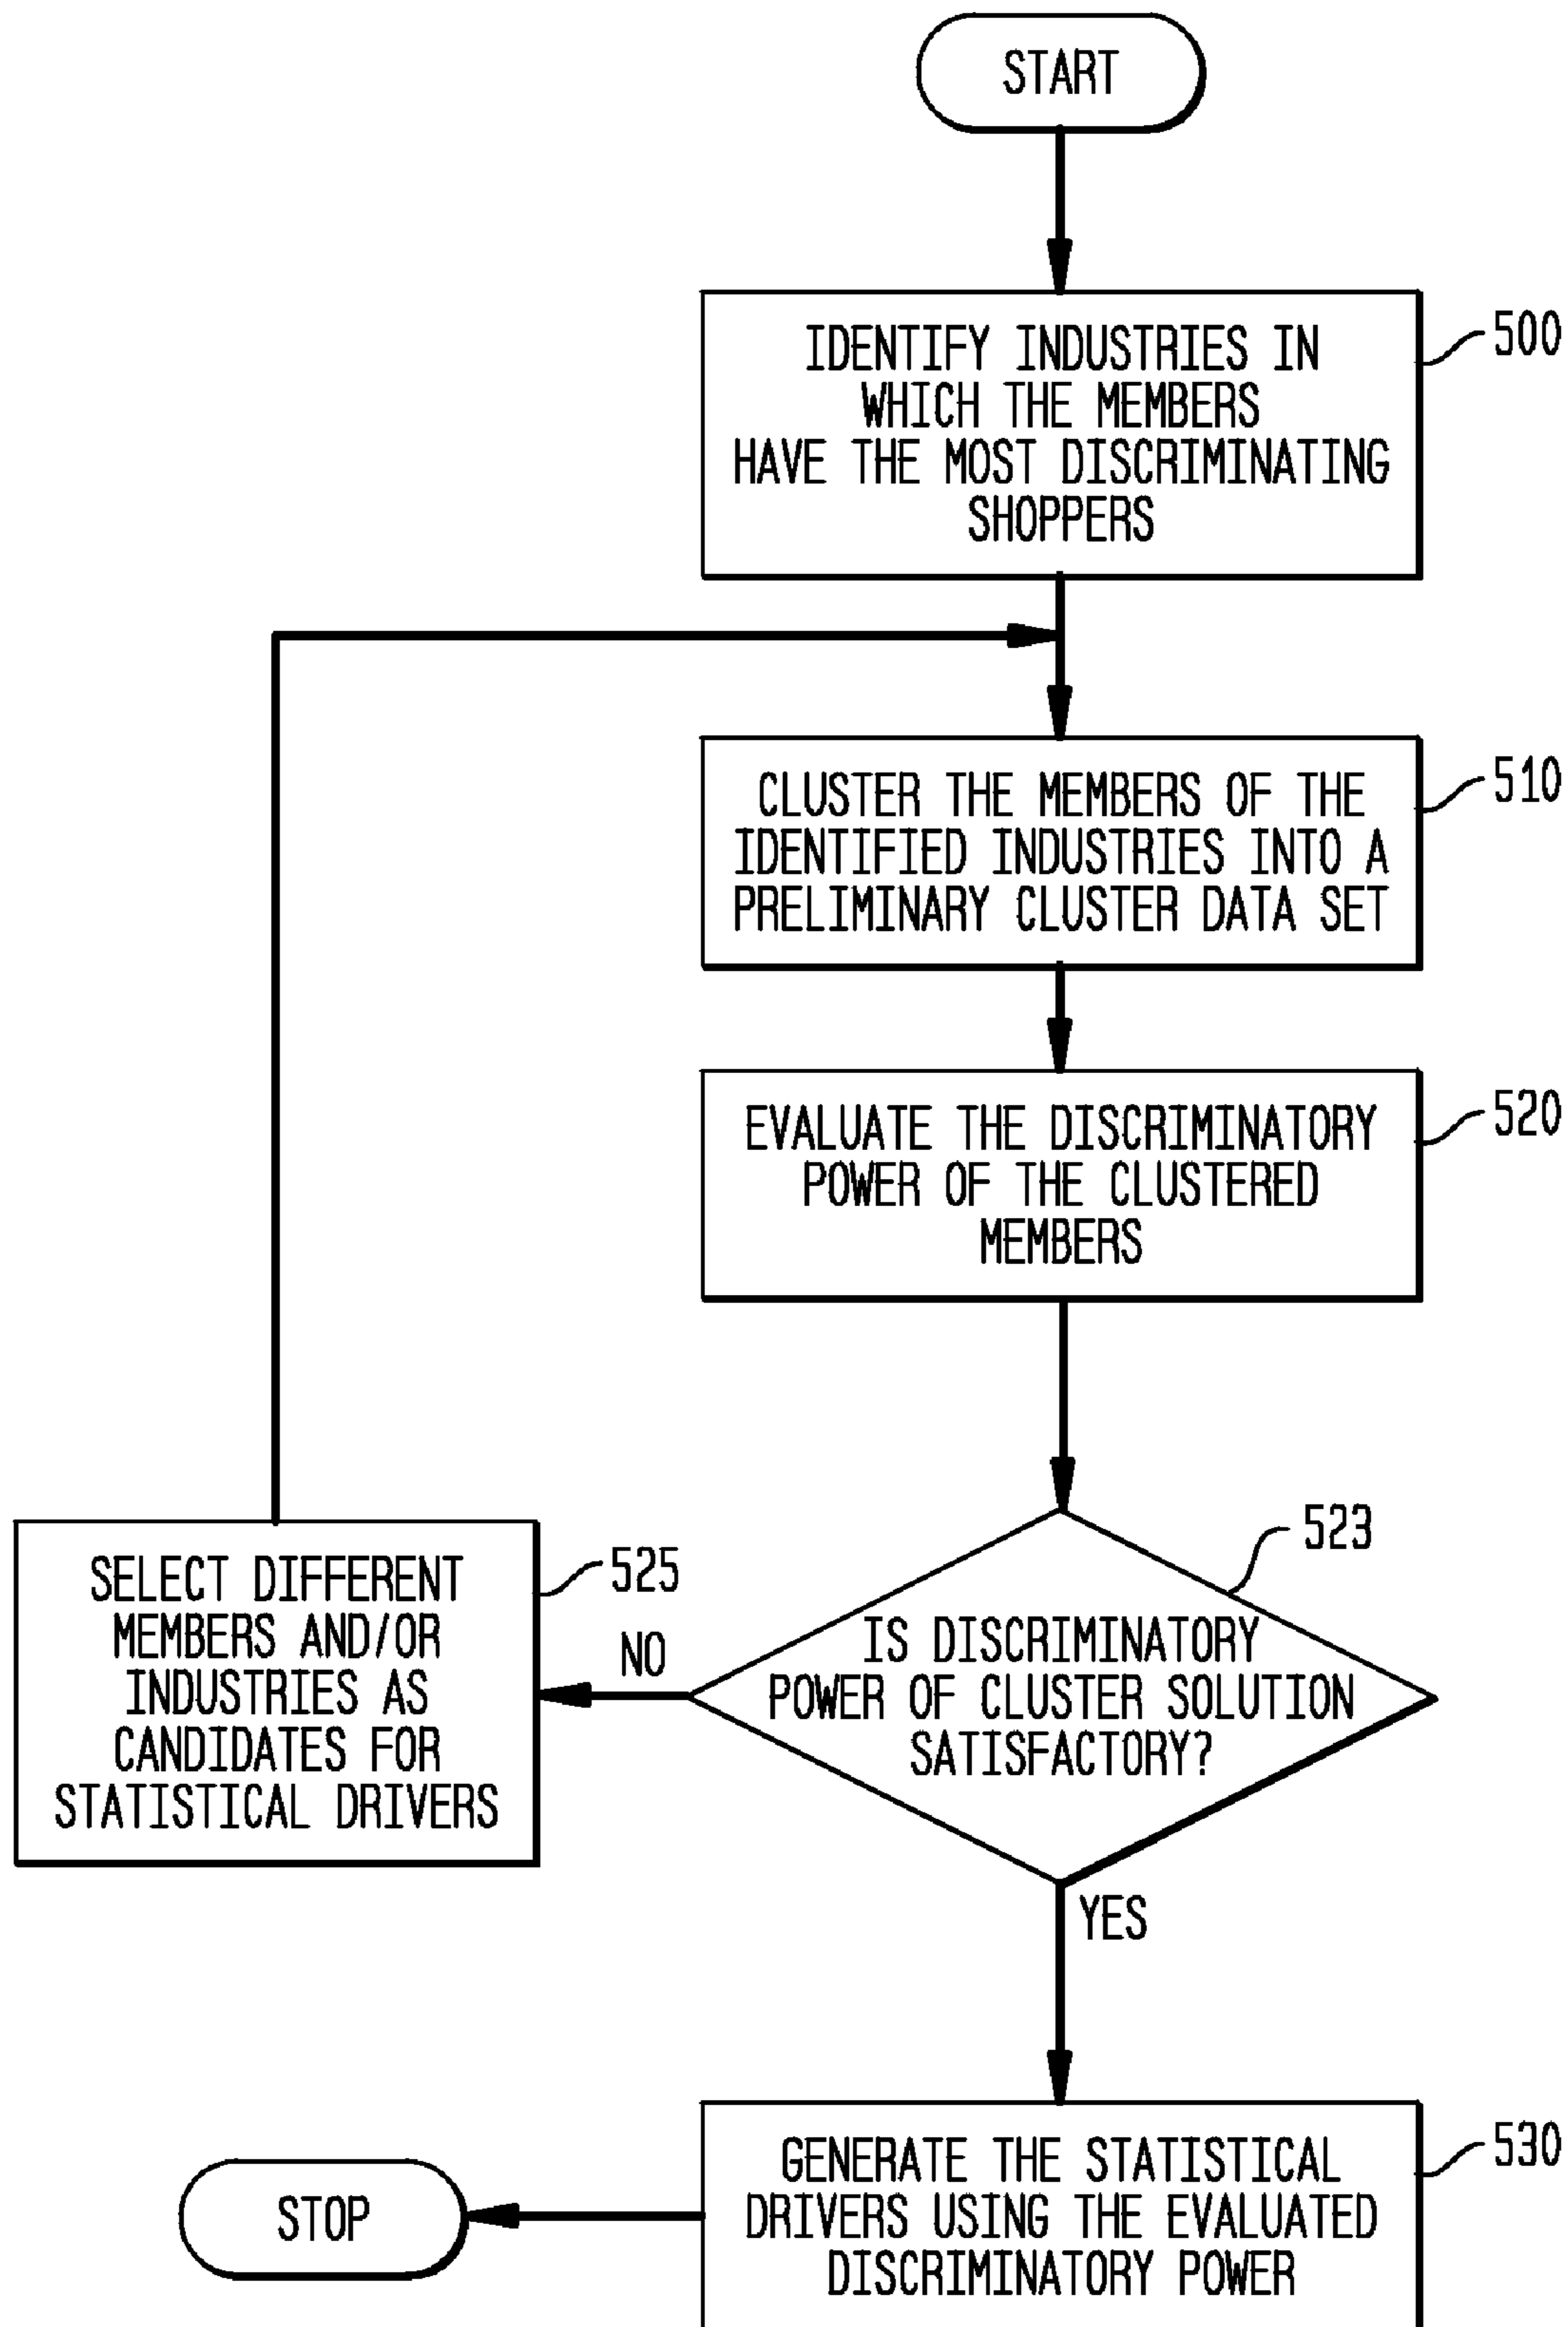 START
IDENTIFY INDUSTRIES IN
WHICH THE MEMBERS
HAVE THE MOST DISCRIMINATING
SHOPPERS
500
CLUSTER THE MEMBERS OF THE
IDENTIFIED INDUSTRIES INTO A
PRELIMINARY CLUSTER DATA SET
510
EVALUATE THE DISCRIMINATORY
POWER OF THE CLUSTERED
MEMBERS
520
IS DISCRIMINATORY
POWER OF CLUSTER SOLUTION
SATISFACTORY?
523
NO
SELECT DIFFERENT
MEMBERS AND/OR
INDUSTRIES AS
CANDIDATES FOR
STATISTICAL DRIVERS
525
YES
GENERATE THE STATISTICAL
DRIVERS USING THE EVALUATED
DISCRIMINATORY POWER
530
STOP